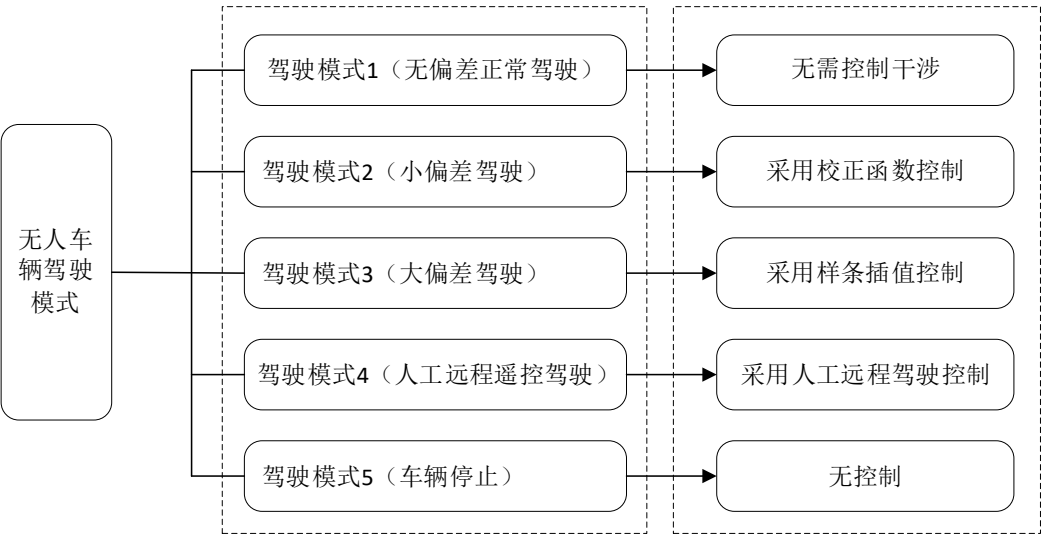 无人车
辆驾驶
模式
驾驶模式1（无偏差正常驾驶）
无需控制干涉
驾驶模式2（小偏差驾驶）
采用校正函数控制
驾驶模式3（大偏差驾驶）
采用样条插值控制
驾驶模式4（人工远程遥控驾驶）
采用人工远程驾驶控制
驾驶模式5（车辆停止）
无控制